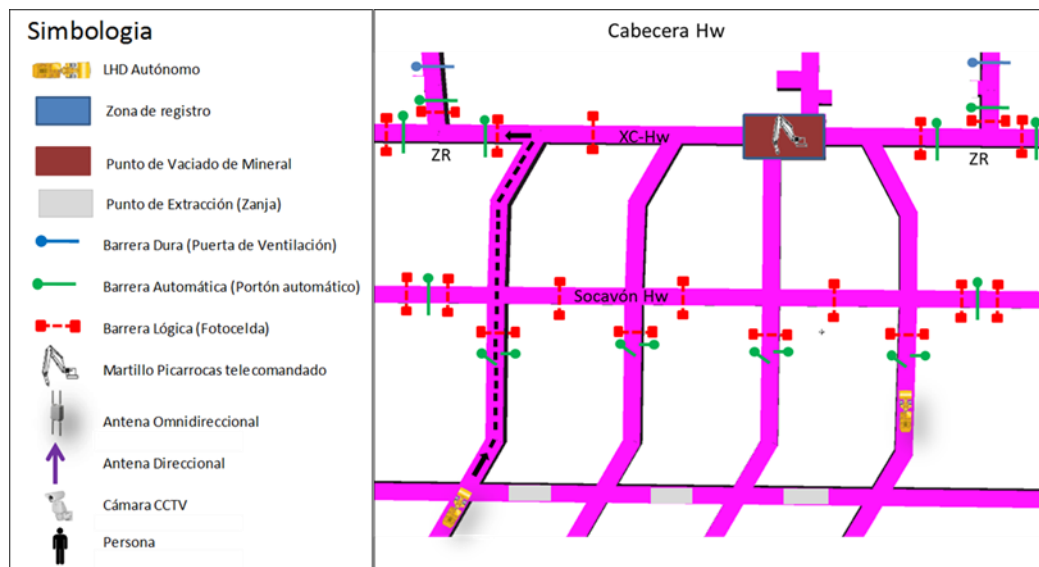 Simbologia
LHD Autónomo
Zona de registro
Punto de Vaciado de Mineral
Punto de Extracción (Zanja)
Barrera Dura (Puerta de Ventilación)
Barrera Automática (Portón automático)
Barrera Lógica (Fotocelda)
Martillo Picarrocas telecomandado
Antena Omnidireccional
Antena Direccional
Cámara CCTV
Persona
Cabecera Hw
XC-Hw
ZR
ZR
Socavón Hw